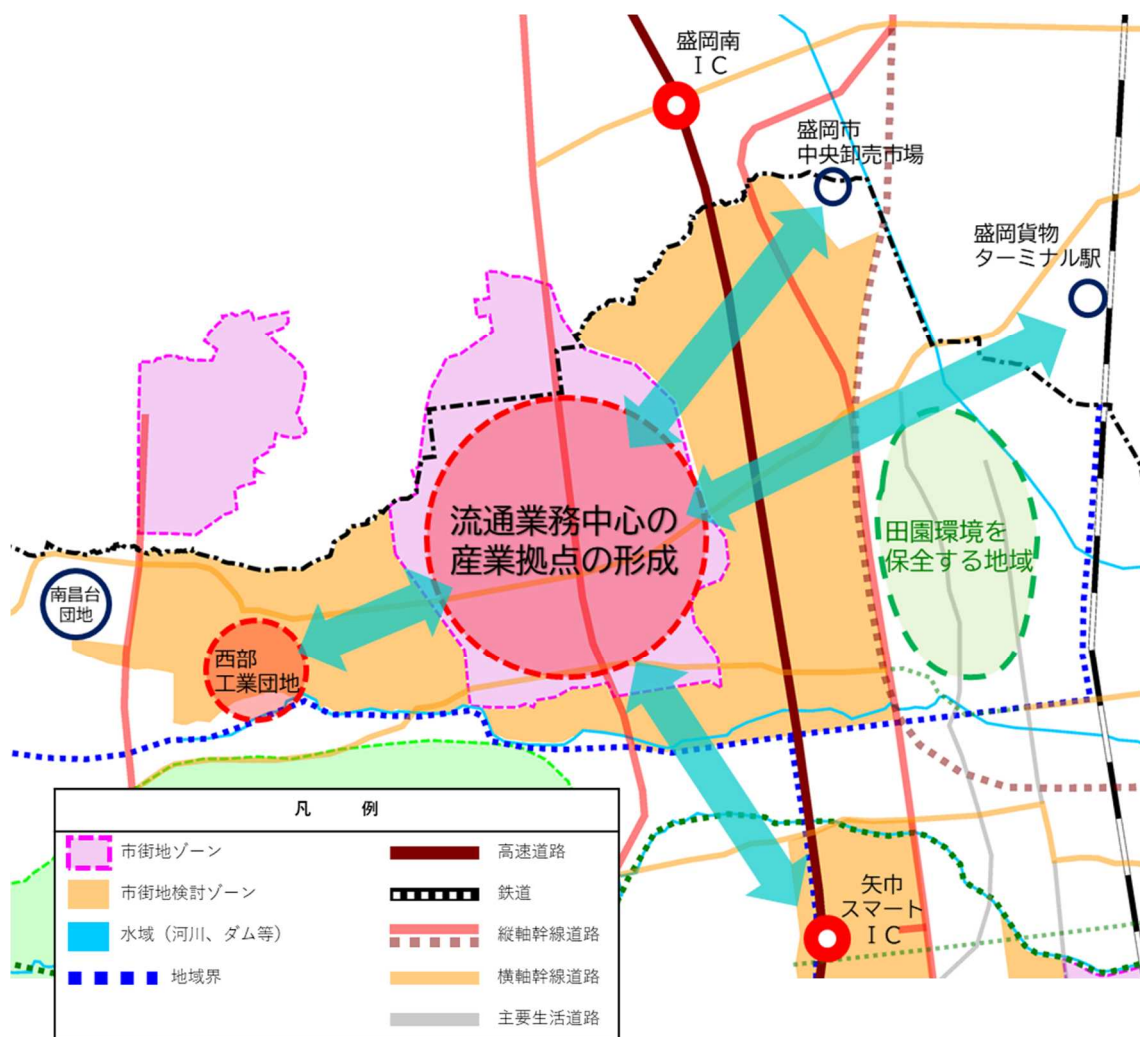 盛岡南
ＩＣ
盛岡市
中央卸売市場
盛岡貨物
ターミナル駅
流通業務中心の
産業拠点の形成
田園環境を
保全する地域
南昌台
団地
西部
工業団地
矢巾
スマート
ＩＣ
凡　例
市街地ゾーン
市街地検討ゾーン
水域（河川、ダム等）
地域界
高速道路
鉄道
縦軸幹線道路
横軸幹線道路
主要生活道路